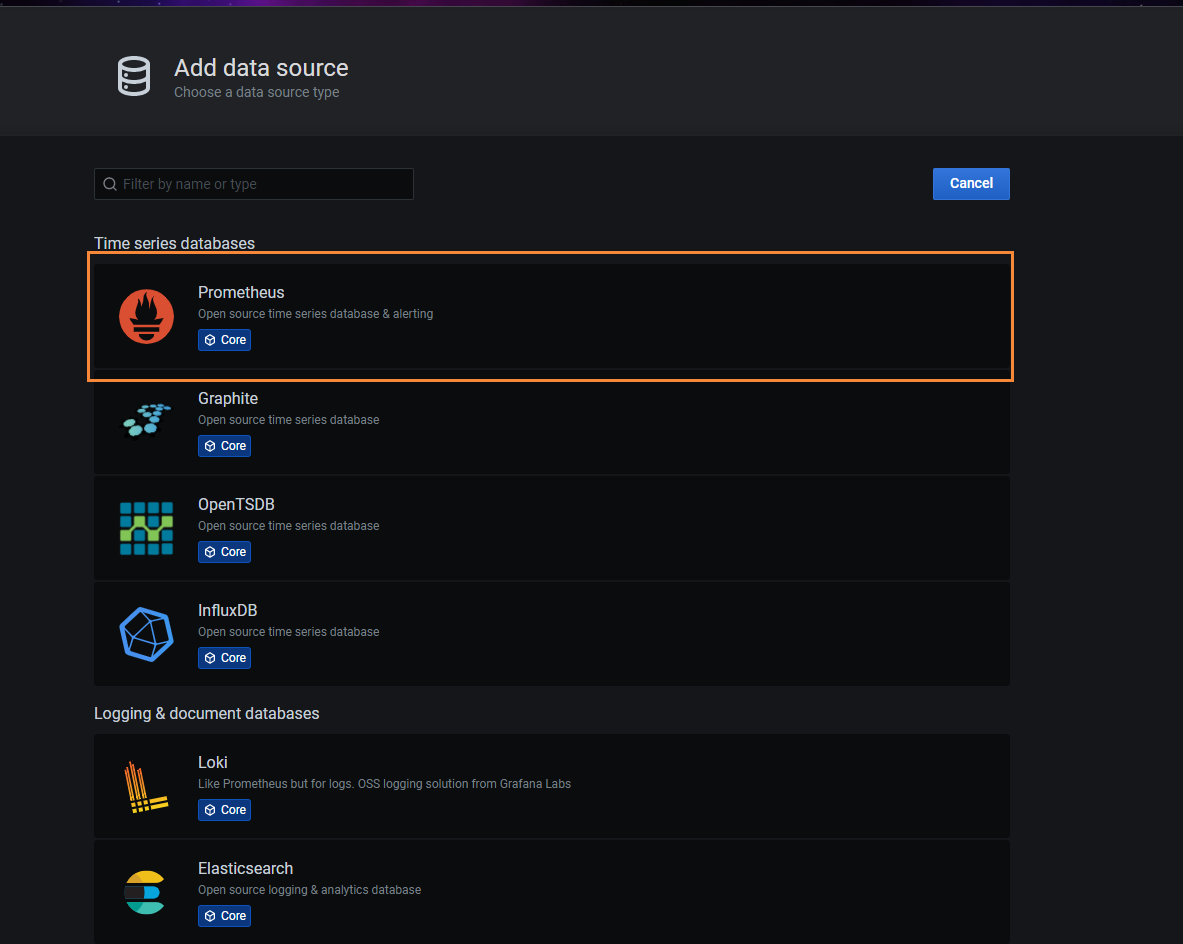 Add data source
Choose a data source type
Filter by name or type
Cancel
Time series databases
Prometheus
Open source time series database & alerting
Core
Graphite
Open source time series database
Core
OpenTSDB
Open source time series database
Core
InfluxDB
Open source time series database
Core
Logging & document databases
Loki
Like Prometheus but for logs. OSS logging solution from Grafana Labs
Core
Elasticsearch
Open source logging & analytics database
Core